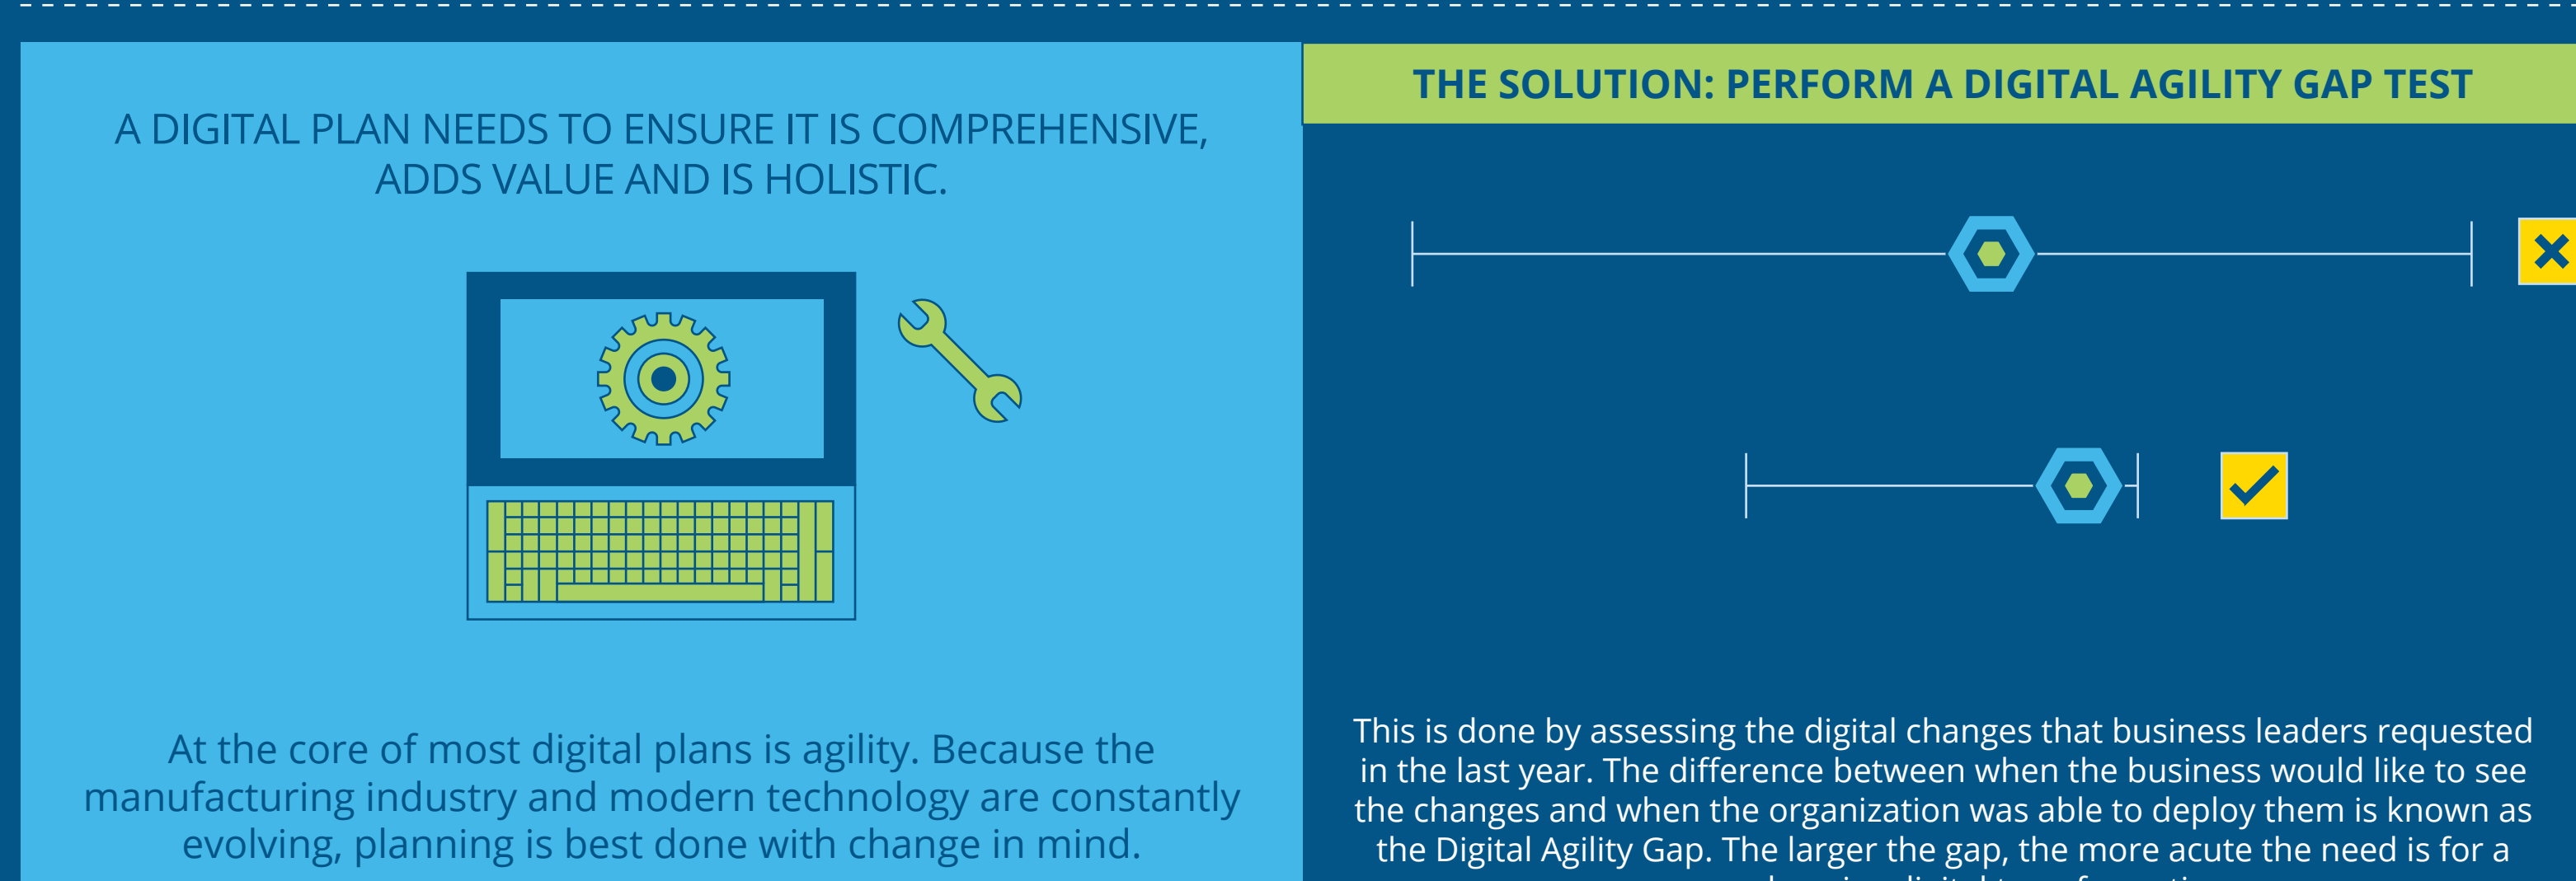 A DIGITAL PLAN NEEDS TO ENSURE IT IS COMPREHENSIVE,
ADDS VALUE AND IS HOLISTIC.
At the core of most digital plans is agility. Because the
manufacturing industry and modern technology are constantly
evolving, planning is best done with change in mind.
THE SOLUTION: PERFORM A DIGITAL AGILITY GAP TEST
This is done by assessing the digital changes that business leaders requested
in the last year. The difference between when the business would like to see
the changes and when the organization was able to deploy them is known as
the Digital Agility Gap. The larger the gap, the more acute the need is for a